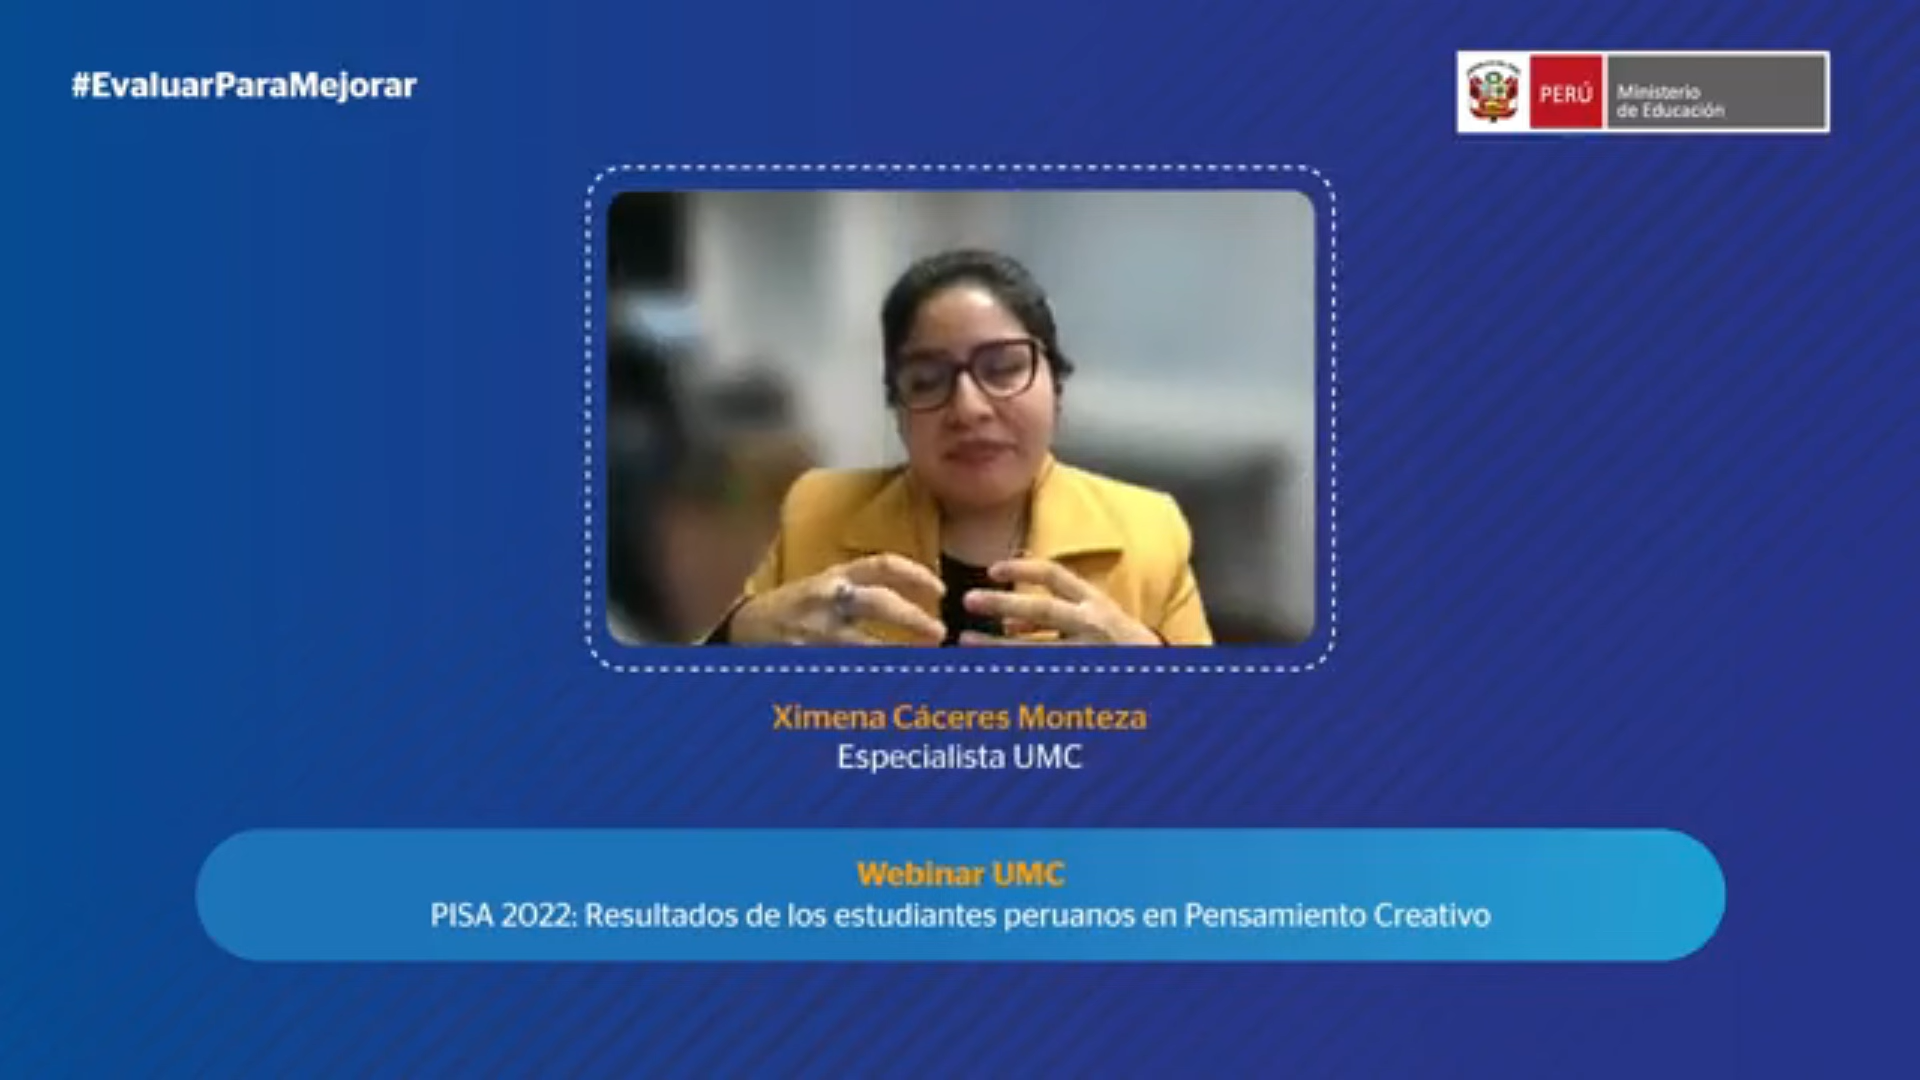 #EvaluarParaMejorar
PERÚ
Ministerio
de Educación
Ximena Cáceres Monteza
Especialista UMC
Webinar UMC
PISA 2022: Resultados de los estudiantes peruanos en Pensamiento Creativo